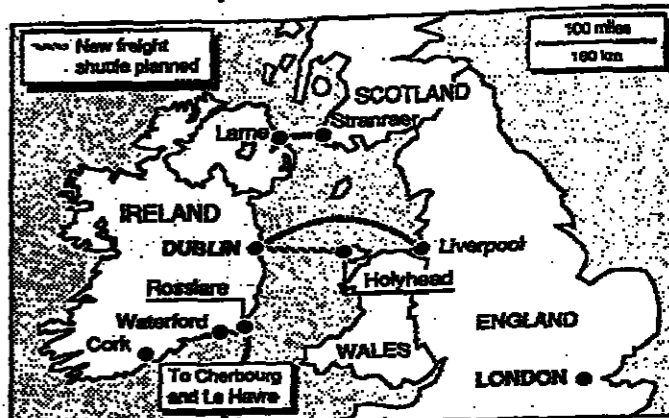 New freight
shuttle planned
100 miles
160 km
SCOTLAND
Stranraer
Larne
IRELAND
DUBLIN
Liverpool
Holyhead
Rosslare
Waterford
Cork
ENGLAND
WALES
To Cherbourg
and Le Havre
LONDON